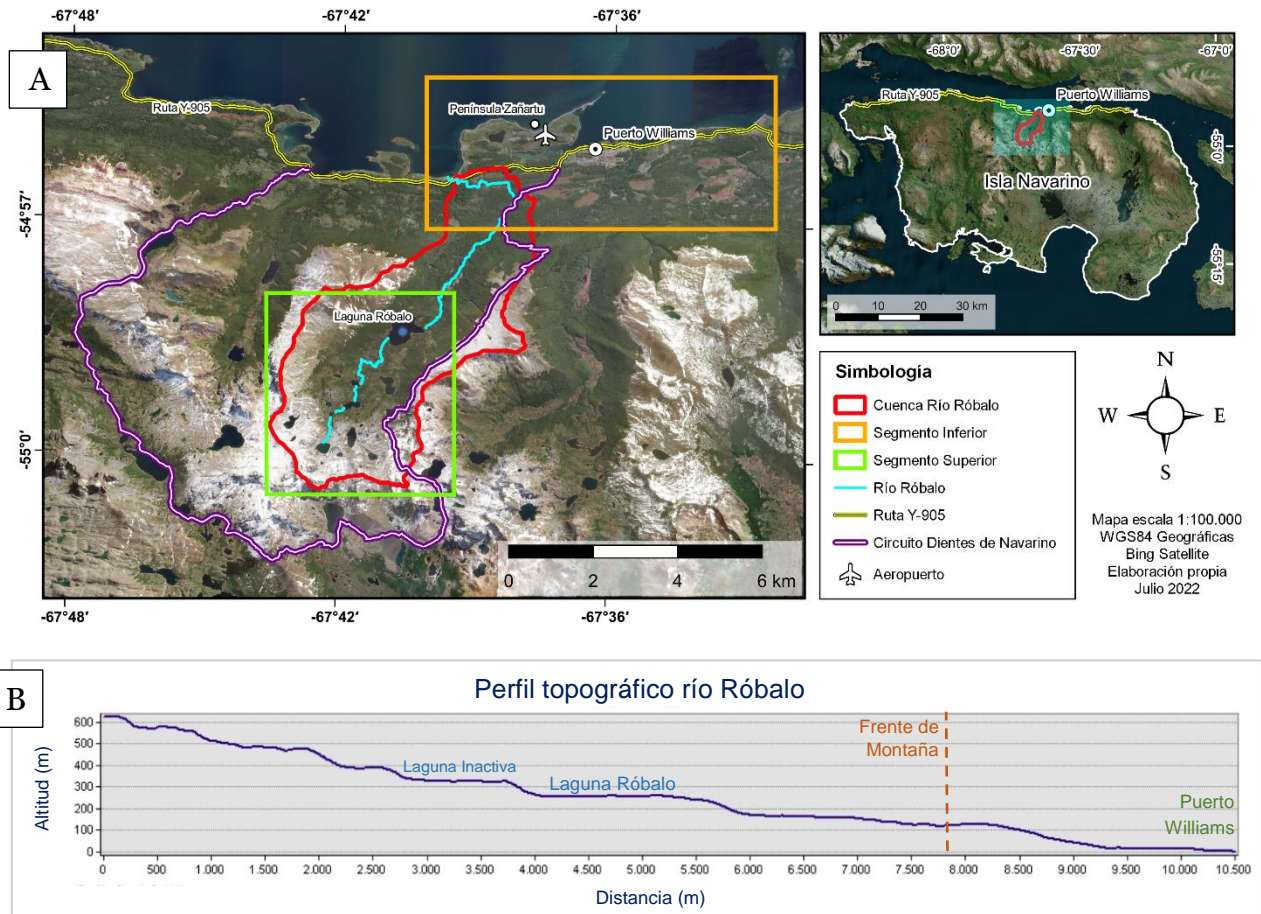 A
-67°48'
-67°42'
-67°36'
Ruta Y-905
Península Zañartu
Puerto Williams
-54°57'
Laguna Róbalo
-55°0'
0 2 4 6 km
-67°48'
-67°42'
-67°36'
-68°0'
-67°30'
-67°0'
Ruta Y-905
Puerto Williams
Isla Navarino
-55°0'
-55°15'
0 10 20 30 km
Simbología
Cuenca Río Róbalo
Segmento Inferior
Segmento Superior
Río Róbalo
Ruta Y-905
Circuito Dientes de Navarino
Aeropuerto
N
W E
S
Mapa escala 1:100.000
WGS84 Geográficas
Bing Satellite
Elaboración propia
Julio 2022
B
Perfil topográfico río Róbalo
Altitud (m)
600
500
400
300
200
100
0
Laguna Inactiva
Laguna Róbalo
Frente de
Montaña
Puerto
Williams
0 500 1.000 1.500 2.000 2.500 3.000 3.500 4.000 4.500 5.000 5.500 6.000 6.500 7.000 7.500 8.000 8.500 9.000 9.500 10.000 10.500
Distancia (m)